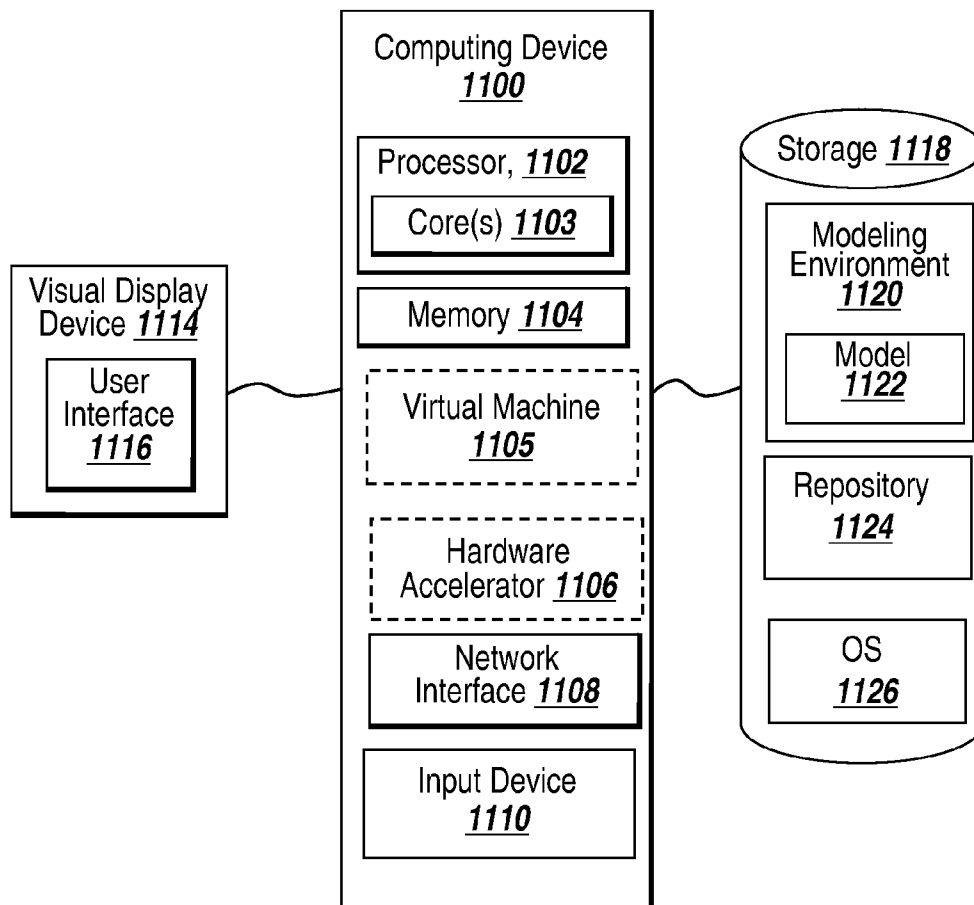 Computing Device
1100
Processor, 1102
Core(s) 1103
Memory 1104
Virtual Machine
1105
Hardware
Accelerator 1106
Network
Interface 1108
Input Device
1110
Visual Display
Device 1114
User
Interface
1116
Storage 1118
Modeling
Environment
1120
Model
1122
Repository
1124
OS
1126